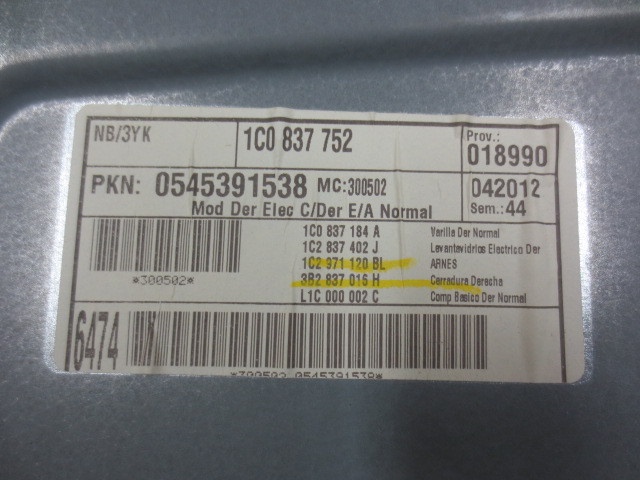 NB/3YK
1C0 837 752
Prov.:
018990
PKN: 0545391538 MC:300502
042012
Mod Der Elec C/Der E/A Normal
Sem.:44
1C0 837 184 A Varilla Der Normal
1C2 837 402 J Levantavidrios Electrico Der
1C2 971 120 BL ARNES
*300502*
3B2 837 016 H Cerradura Derecha
L1C 000 002 C Comp Basico Der Normal
6474
*300502 0545391538*